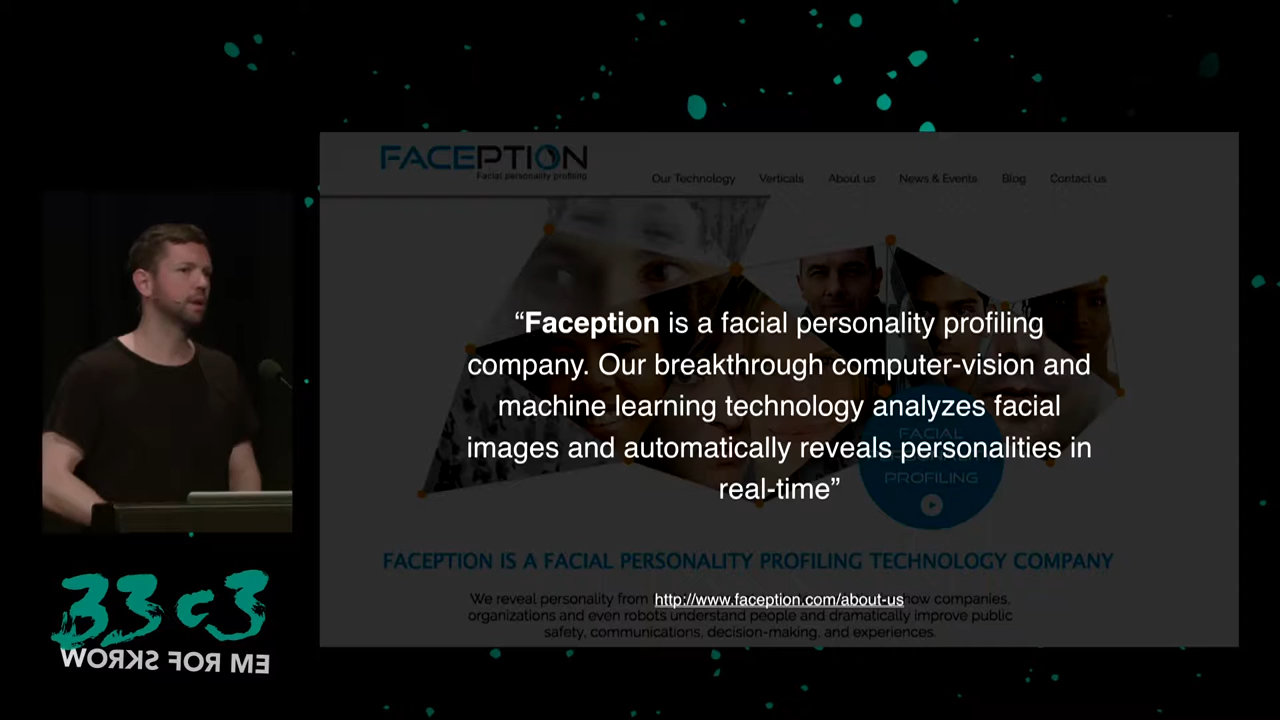 FACEPTION
Facial personality profiling
Our Technology Verticals About us News & Events Blog Contact us
“Faception is a facial personality profiling
company. Our breakthrough computer-vision and
machine learning technology analyzes facial
images and automatically reveals personalities in
real-time”
FACIAL
PROFILING
FACEPTION IS A FACIAL PERSONALITY PROFILING TECHNOLOGY COMPANY
We reveal personality from how companies,
http://www.faception.com/about-us
organizations and even robots understand people and dramatically improve public
safety, communications, decision-making, and experiences.
33c3
WORKS FOR ME